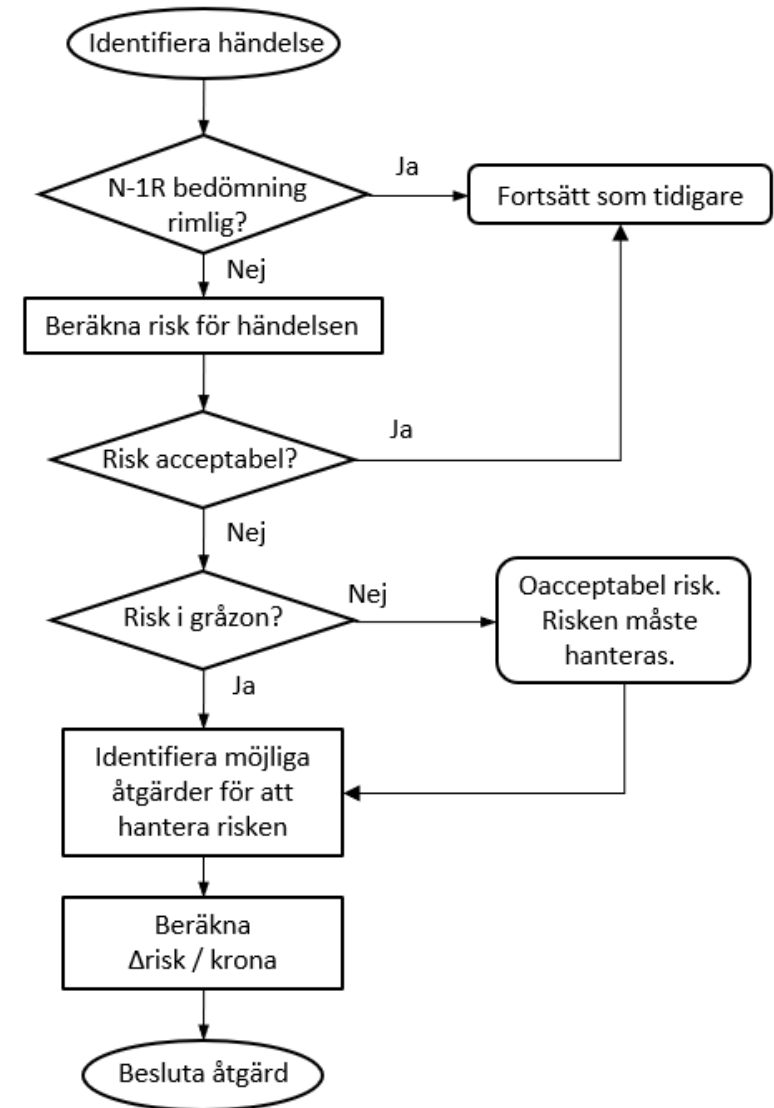 Identifiera händelse
N-1R bedömning
rimlig?
Ja
Fortsätt som tidigare
Nej
Beräkna risk för händelsen
Risk acceptabel?
Ja
Nej
Risk i gråzon?
Nej
Oacceptabel risk.
Risken måste
hanteras.
Ja
Identifiera möjliga
åtgärder för att
hantera risken
Beräkna
Δrisk / krona
Besluta åtgärd